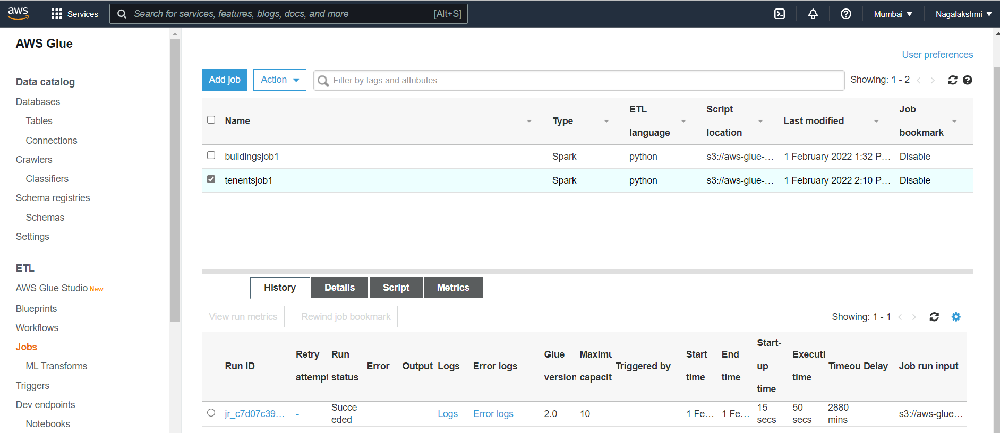 aws Services Search for services, features, blogs, docs, and more [Alt+S] Mumbai Nagalakshmi
AWS Glue
Data catalog
Databases
Tables
Connections
Crawlers
Classifiers
Schema registries
Schemas
Settings
ETL
AWS Glue Studio New
Blueprints
Workflows
Jobs
ML Transforms
Triggers
Dev endpoints
Notebooks
User preferences
Add job Action Filter by tags and attributes Showing: 1 - 2
Name Type ETL language Script location Last modified Job bookmark
buildingsjob1 Spark python s3://aws-glue-... 1 February 2022 1:32 P... Disable
tenentsjob1 Spark python s3://aws-glue-... 1 February 2022 2:10 P... Disable
History Details Script Metrics
View run metrics Rewind job bookmark Showing: 1 - 1
Run ID Retry attempt Run status Error Output Logs Error logs Glue version Maximu capacit Triggered by Start time End time Start-up time Executi time Timeou Delay Job run input
jr_c7d07c39... - Succeeded Logs Error logs 2.0 10 1 Fe... 1 Fe... 15 secs 50 secs 2880 mins s3://aws-glue...